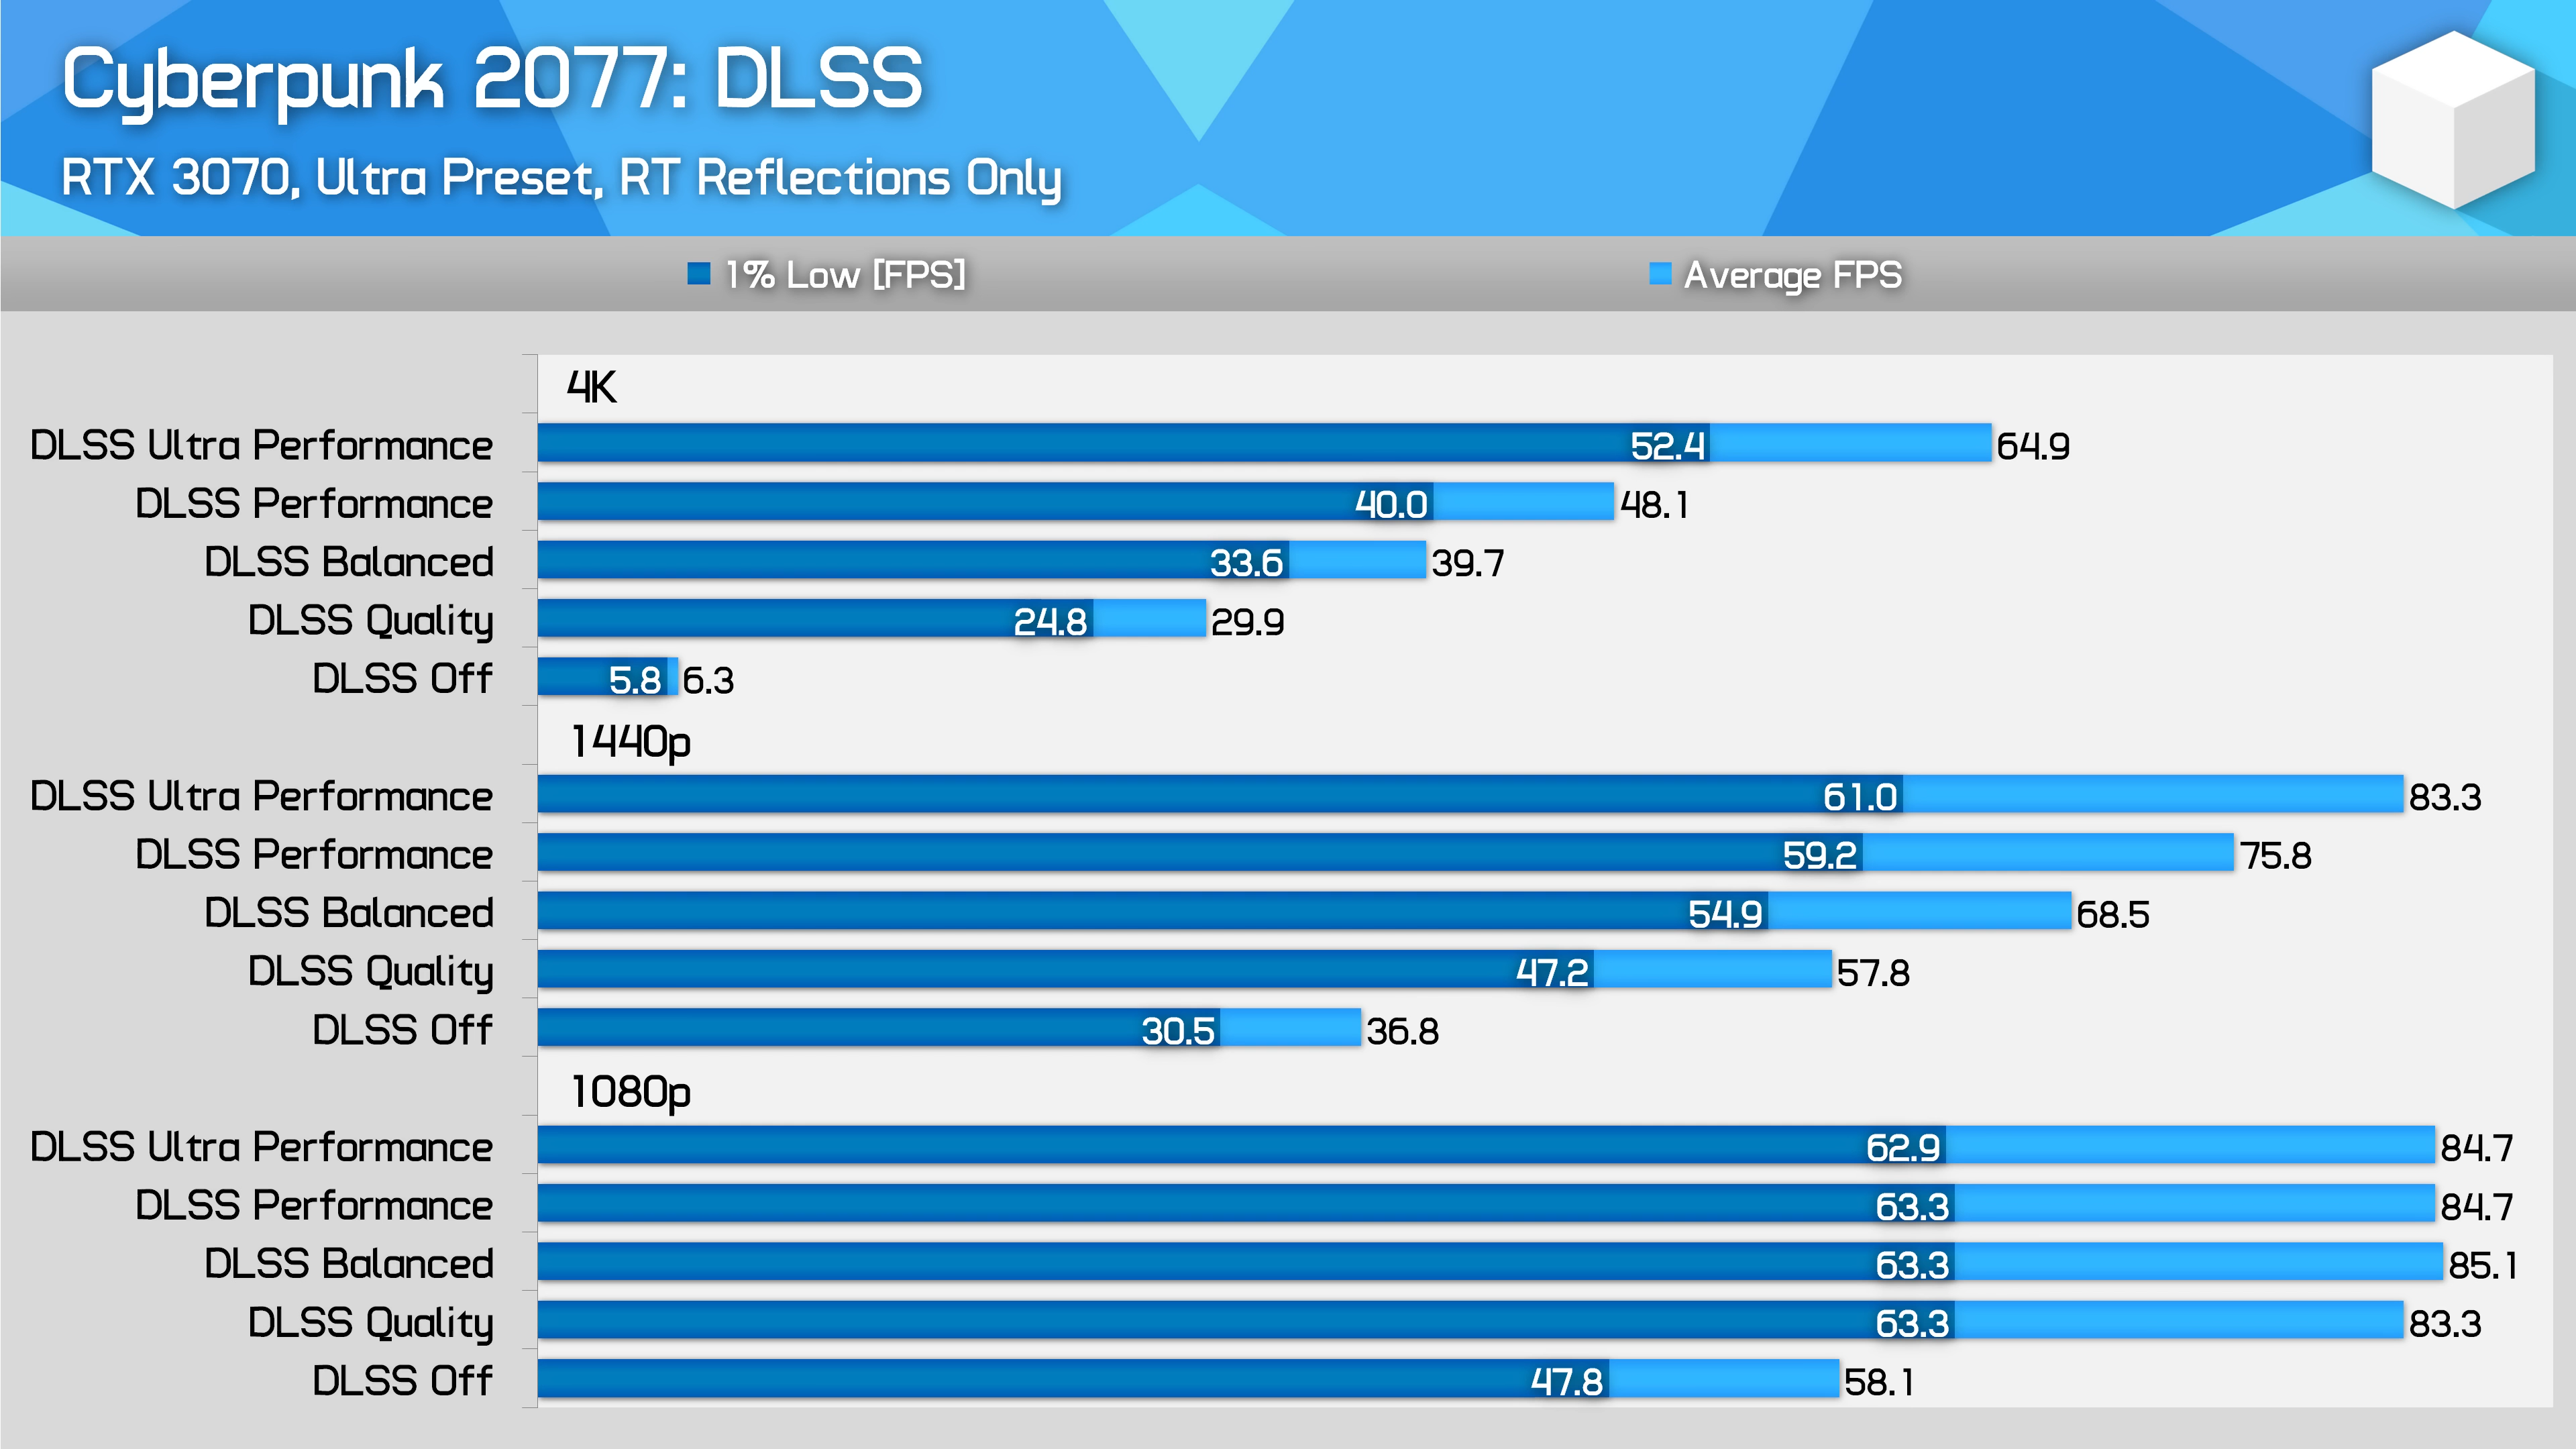 Cyberpunk 2077: DLSS
RTX 3070, Ultra Preset, RT Reflections Only
1% Low [FPS] Average FPS
4K
DLSS Ultra Performance 52.4 64.9
DLSS Performance 40.0 48.1
DLSS Balanced 33.6 39.7
DLSS Quality 24.8 29.9
DLSS Off 5.8 6.3
1440p
DLSS Ultra Performance 61.0 83.3
DLSS Performance 59.2 75.8
DLSS Balanced 54.9 68.5
DLSS Quality 47.2 57.8
DLSS Off 30.5 36.8
1080p
DLSS Ultra Performance 62.9 84.7
DLSS Performance 63.3 84.7
DLSS Balanced 63.3 85.1
DLSS Quality 63.3 83.3
DLSS Off 47.8 58.1